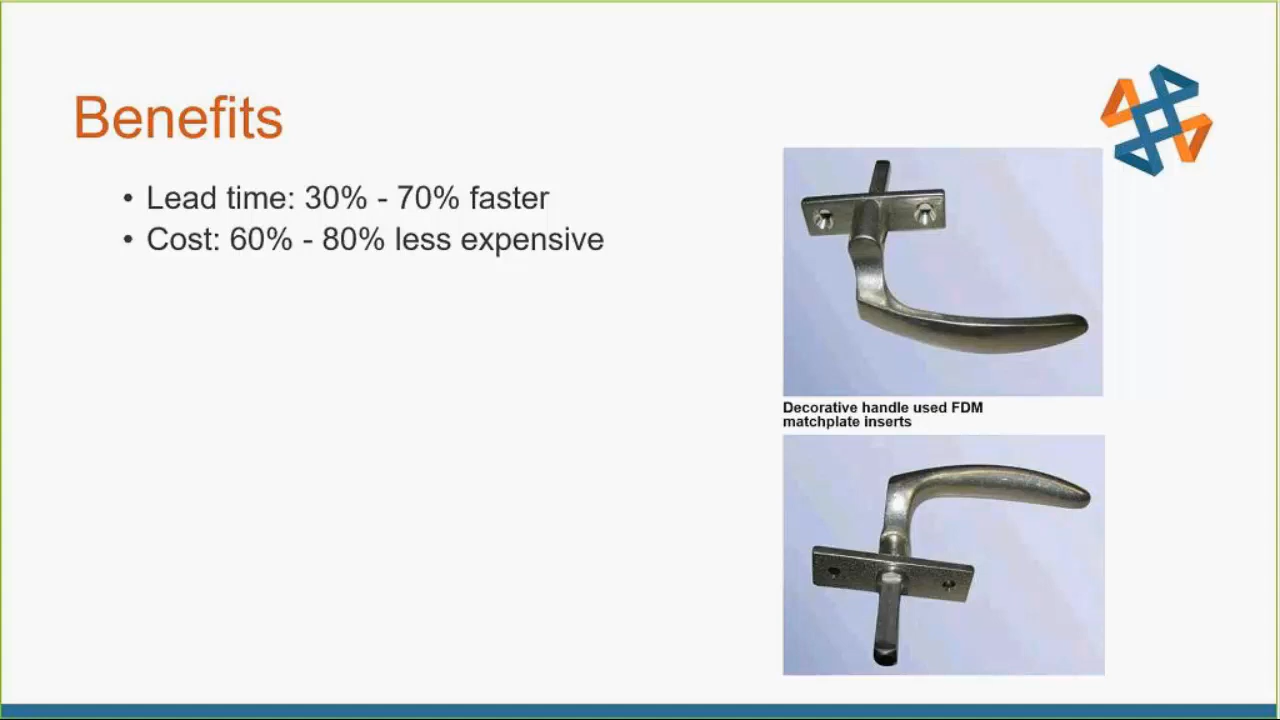 Benefits
• Lead time: 30% - 70% faster
• Cost: 60% - 80% less expensive
Decorative handle used FDM
matchplate inserts